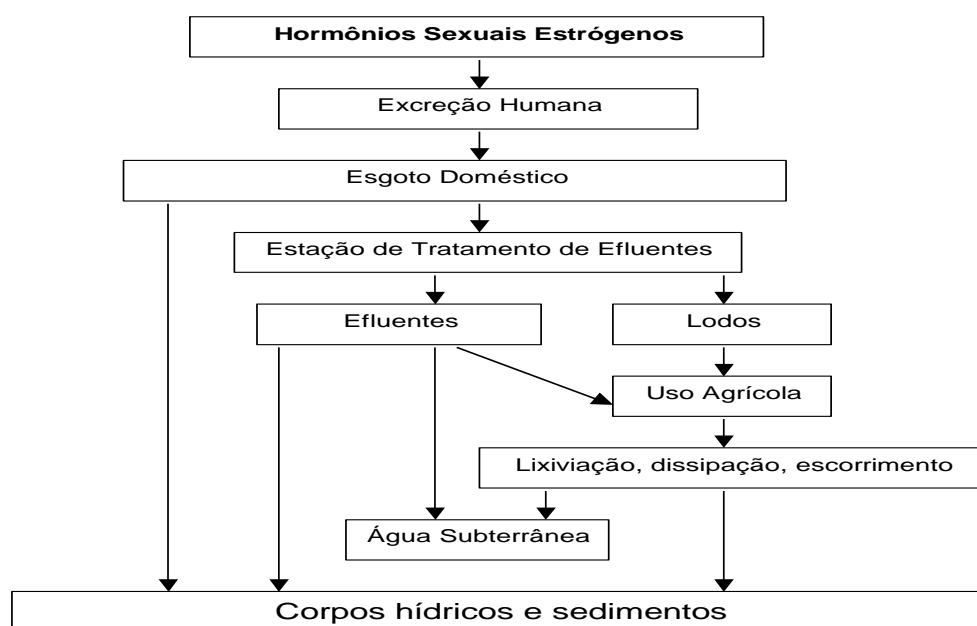 Hormônios Sexuais Estrógenos
Excreção Humana
Esgoto Doméstico
Estação de Tratamento de Efluentes
Efluentes
Lodos
Uso Agrícola
Lixiviação, dissipação, escorrimento
Água Subterrânea
Corpos hídricos e sedimentos